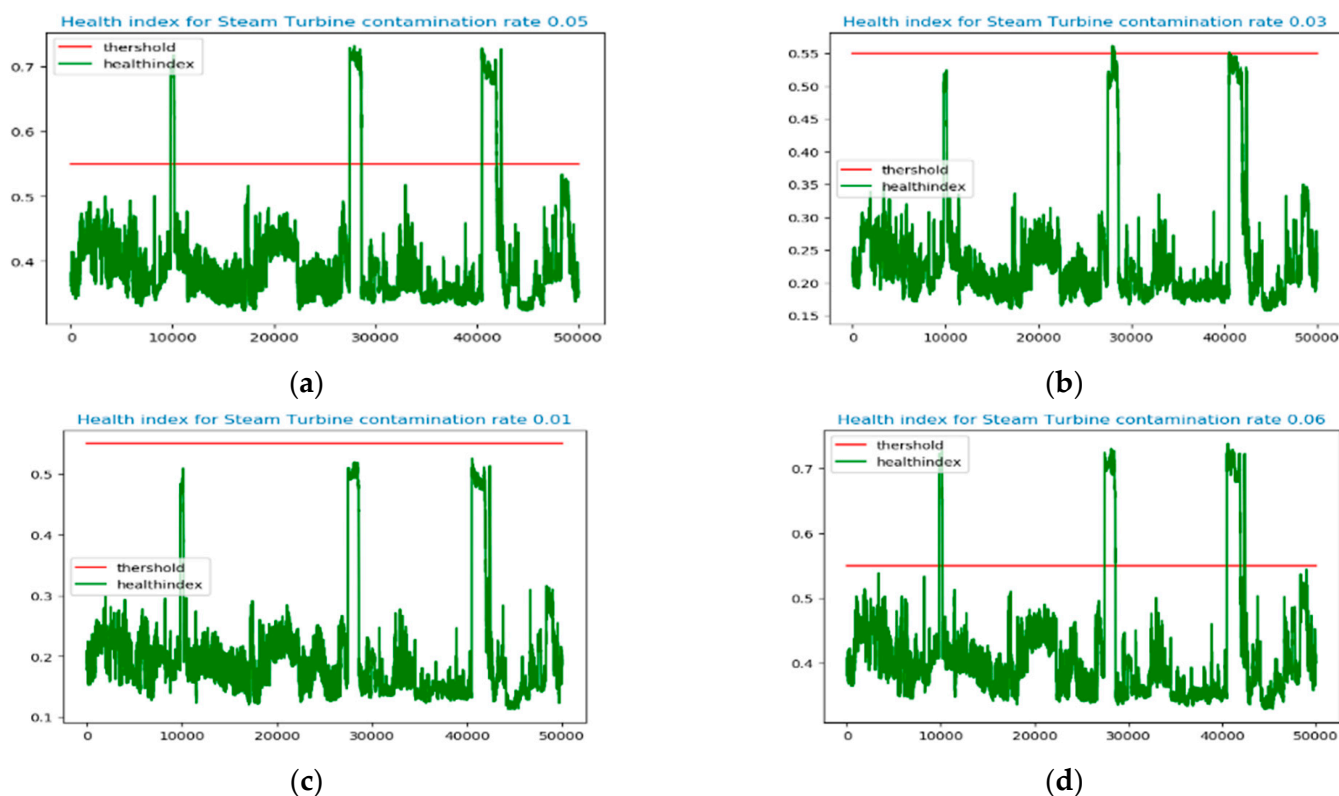 Health index for Steam Turbine contamination rate 0.05
thershold
healthindex
0.7
0.6
0.5
0.4
0 10000 20000 30000 40000 50000
(a)
Health index for Steam Turbine contamination rate 0.03
0.55
0.50
0.45
0.40
thershold
healthindex
0.35
0.30
0.25
0.20
0.15
0 10000 20000 30000 40000 50000
(b)
Health index for Steam Turbine contamination rate 0.01
0.5
0.4
thershold
healthindex
0.3
0.2
0.1
0 10000 20000 30000 40000 50000
(c)
Health index for Steam Turbine contamination rate 0.06
thershold
healthindex
0.7
0.6
0.5
0.4
0 10000 20000 30000 40000 50000
(d)